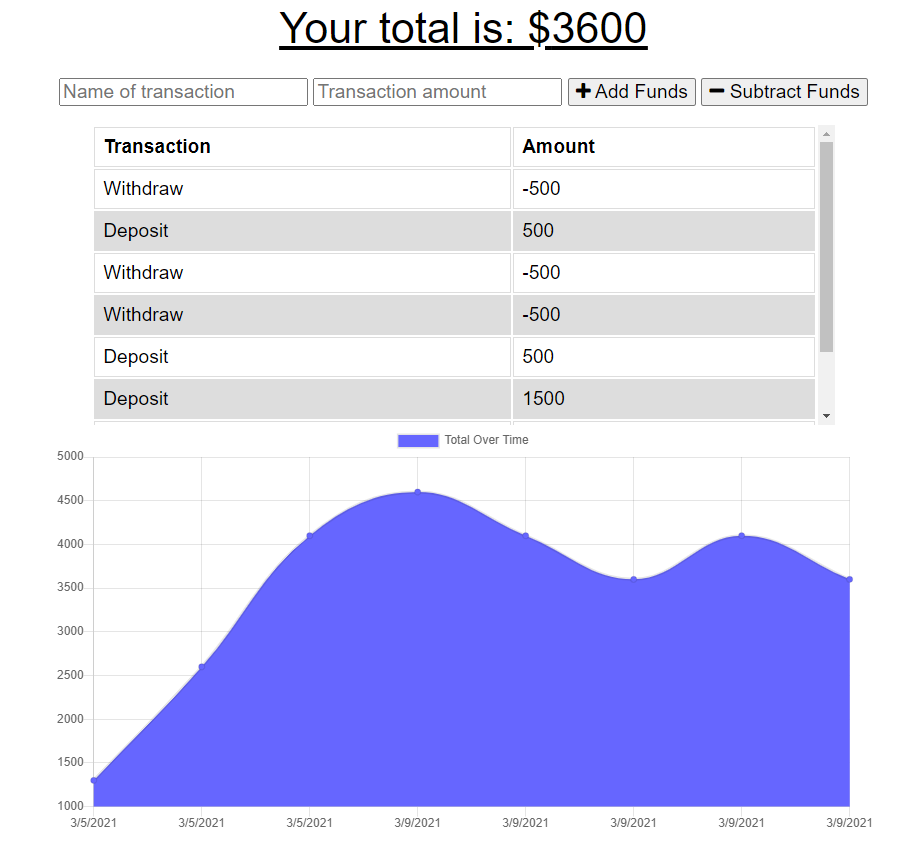 Your total is: $3600
Name of transaction Transaction amount Add Funds Subtract Funds
Transaction Amount
Withdraw -500
Deposit 500
Withdraw -500
Withdraw -500
Deposit 500
Deposit 1500
Total Over Time
5000
4500
4000
3500
3000
2500
2000
1500
1000
3/5/2021 3/5/2021 3/5/2021 3/9/2021 3/9/2021 3/9/2021 3/9/2021 3/9/2021